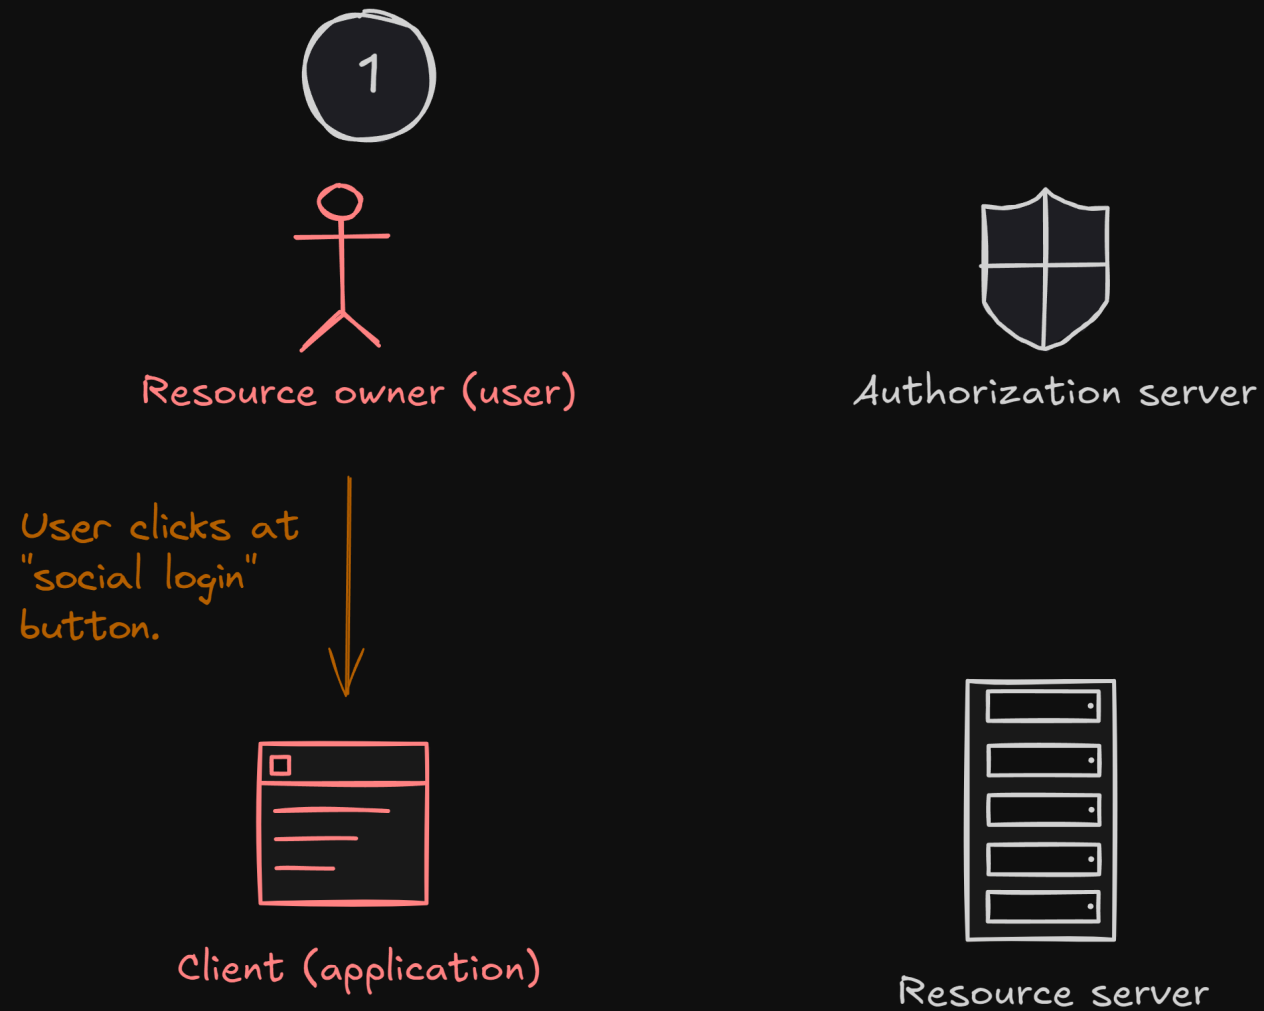 1
Resource owner (user)
Authorization server
User clicks at
"social login"
button.
Client (application)
Resource server